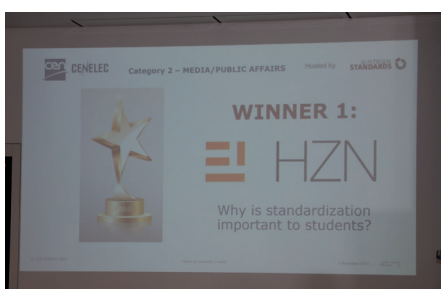 cen CENELEC
Category 2 – MEDIA/PUBLIC AFFAIRS
Hosted by
AUSTRIAN
STANDARDS
WINNER 1:
HZN
Why is standardization
important to students?